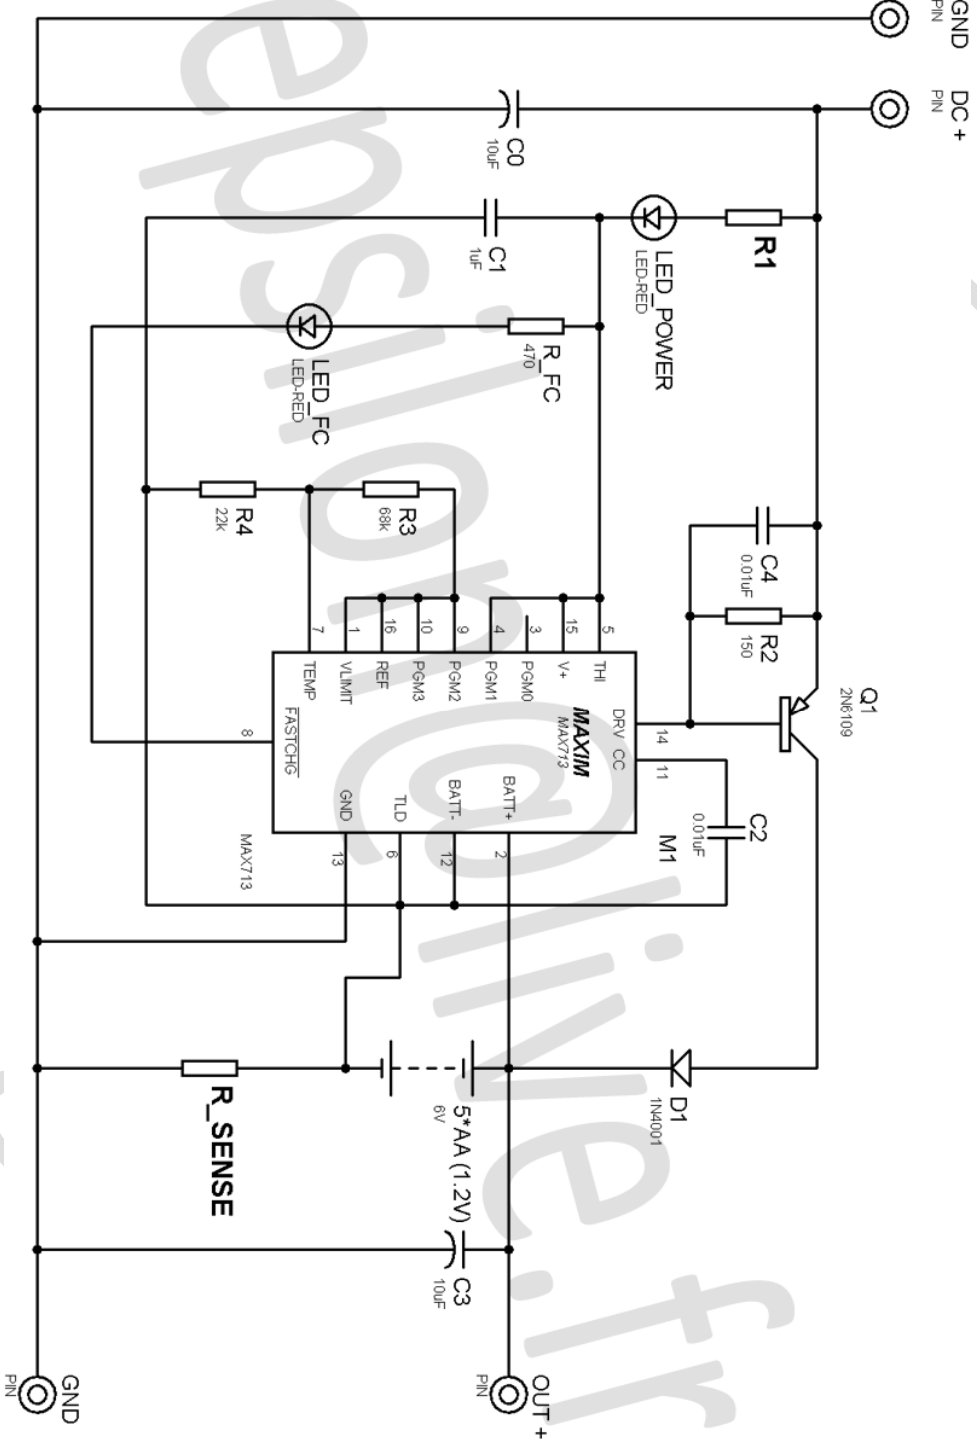 GND
PIN
DC +
PIN
C0
10uF
R1
C1
1uF
LED_POWER
LED-RED
R_FC
470
LED_FC
LED-RED
R4
22k
R3
68k
C4
0.01uF
R2
150
Q1
2N6109
7
1
16
10
9
4
3
15
5
TEMP
VLIMIT
REF
PGM3
PGM2
PGM1
PGM0
V+
THI
DRV
CC
14
11
MAXIM
MAX713
FASTCHG
8
GND
TLD
BATT-
BATT+
13
6
12
2
MAX713
M1
C2
0.01uF
D1
1N4001
R_SENSE
5*AA (1.2V)
6V
C3
10uF
OUT +
PIN
GND
PIN
epsilon@live.fr